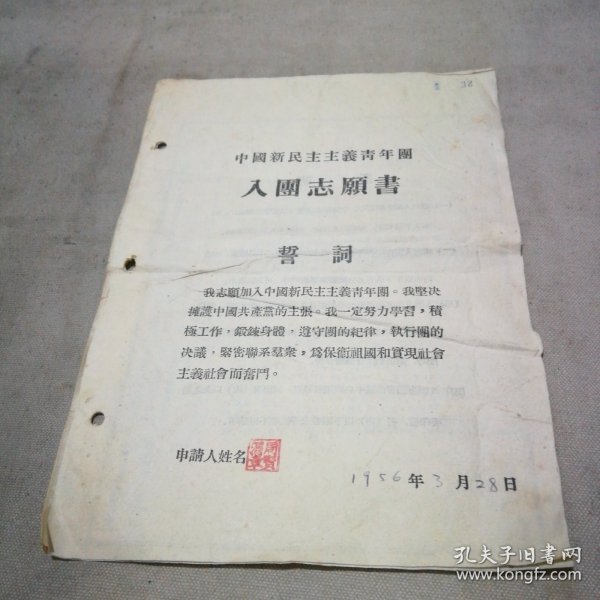 38
中國新民主主義青年團
入團志願書
誓 詞
我志願加入中國新民主主義青年團。我堅决
擁護中國共產黨的主張。我一定努力學習，積
極工作，鍛鍊身體，遵守團的紀律，執行團的
决議，緊密聯系羣衆，爲保衛祖國和實現社會
主義社會而奮鬥。
申請人姓名
1956年3月28日
孔夫子旧书网
www.kongfz.com